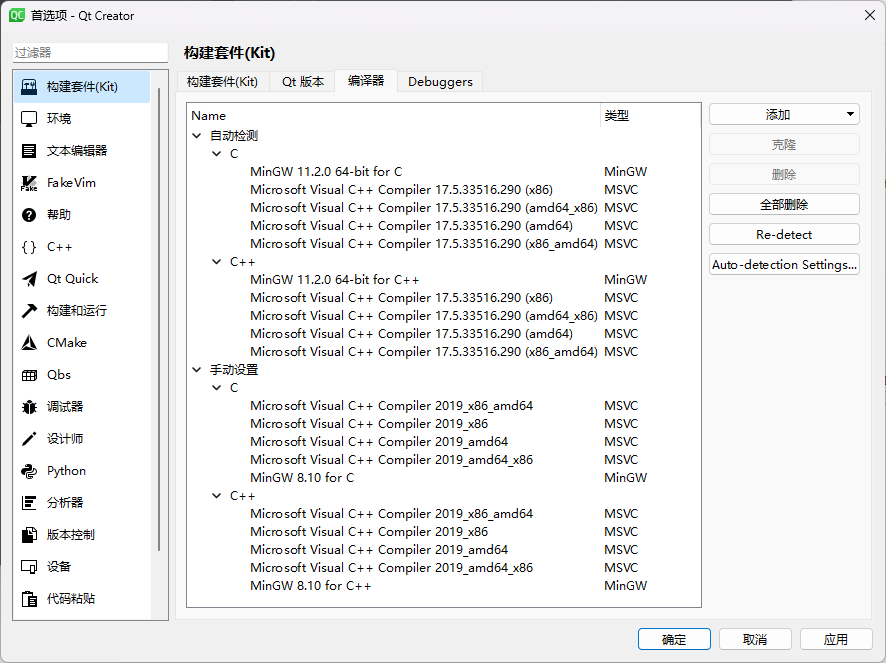 首选项 - Qt Creator
过滤器
构建套件(Kit)
环境
文本编辑器
FakeVim
帮助
C++
Qt Quick
构建和运行
CMake
Qbs
调试器
设计师
Python
分析器
版本控制
设备
代码粘贴
构建套件(Kit)
构建套件(Kit) Qt 版本 编译器 Debuggers
Name 类型
自动检测
C
MinGW 11.2.0 64-bit for C MinGW
Microsoft Visual C++ Compiler 17.5.33516.290 (x86) MSVC
Microsoft Visual C++ Compiler 17.5.33516.290 (amd64_x86) MSVC
Microsoft Visual C++ Compiler 17.5.33516.290 (amd64) MSVC
Microsoft Visual C++ Compiler 17.5.33516.290 (x86_amd64) MSVC
C++
MinGW 11.2.0 64-bit for C++ MinGW
Microsoft Visual C++ Compiler 17.5.33516.290 (x86) MSVC
Microsoft Visual C++ Compiler 17.5.33516.290 (amd64_x86) MSVC
Microsoft Visual C++ Compiler 17.5.33516.290 (amd64) MSVC
Microsoft Visual C++ Compiler 17.5.33516.290 (x86_amd64) MSVC
手动设置
C
Microsoft Visual C++ Compiler 2019_x86_amd64 MSVC
Microsoft Visual C++ Compiler 2019_x86 MSVC
Microsoft Visual C++ Compiler 2019_amd64 MSVC
Microsoft Visual C++ Compiler 2019_amd64_x86 MSVC
MinGW 8.10 for C MinGW
C++
Microsoft Visual C++ Compiler 2019_x86_amd64 MSVC
Microsoft Visual C++ Compiler 2019_x86 MSVC
Microsoft Visual C++ Compiler 2019_amd64 MSVC
Microsoft Visual C++ Compiler 2019_amd64_x86 MSVC
MinGW 8.10 for C++ MinGW
添加
克隆
删除
全部删除
Re-detect
Auto-detection Settings...
确定 取消 应用